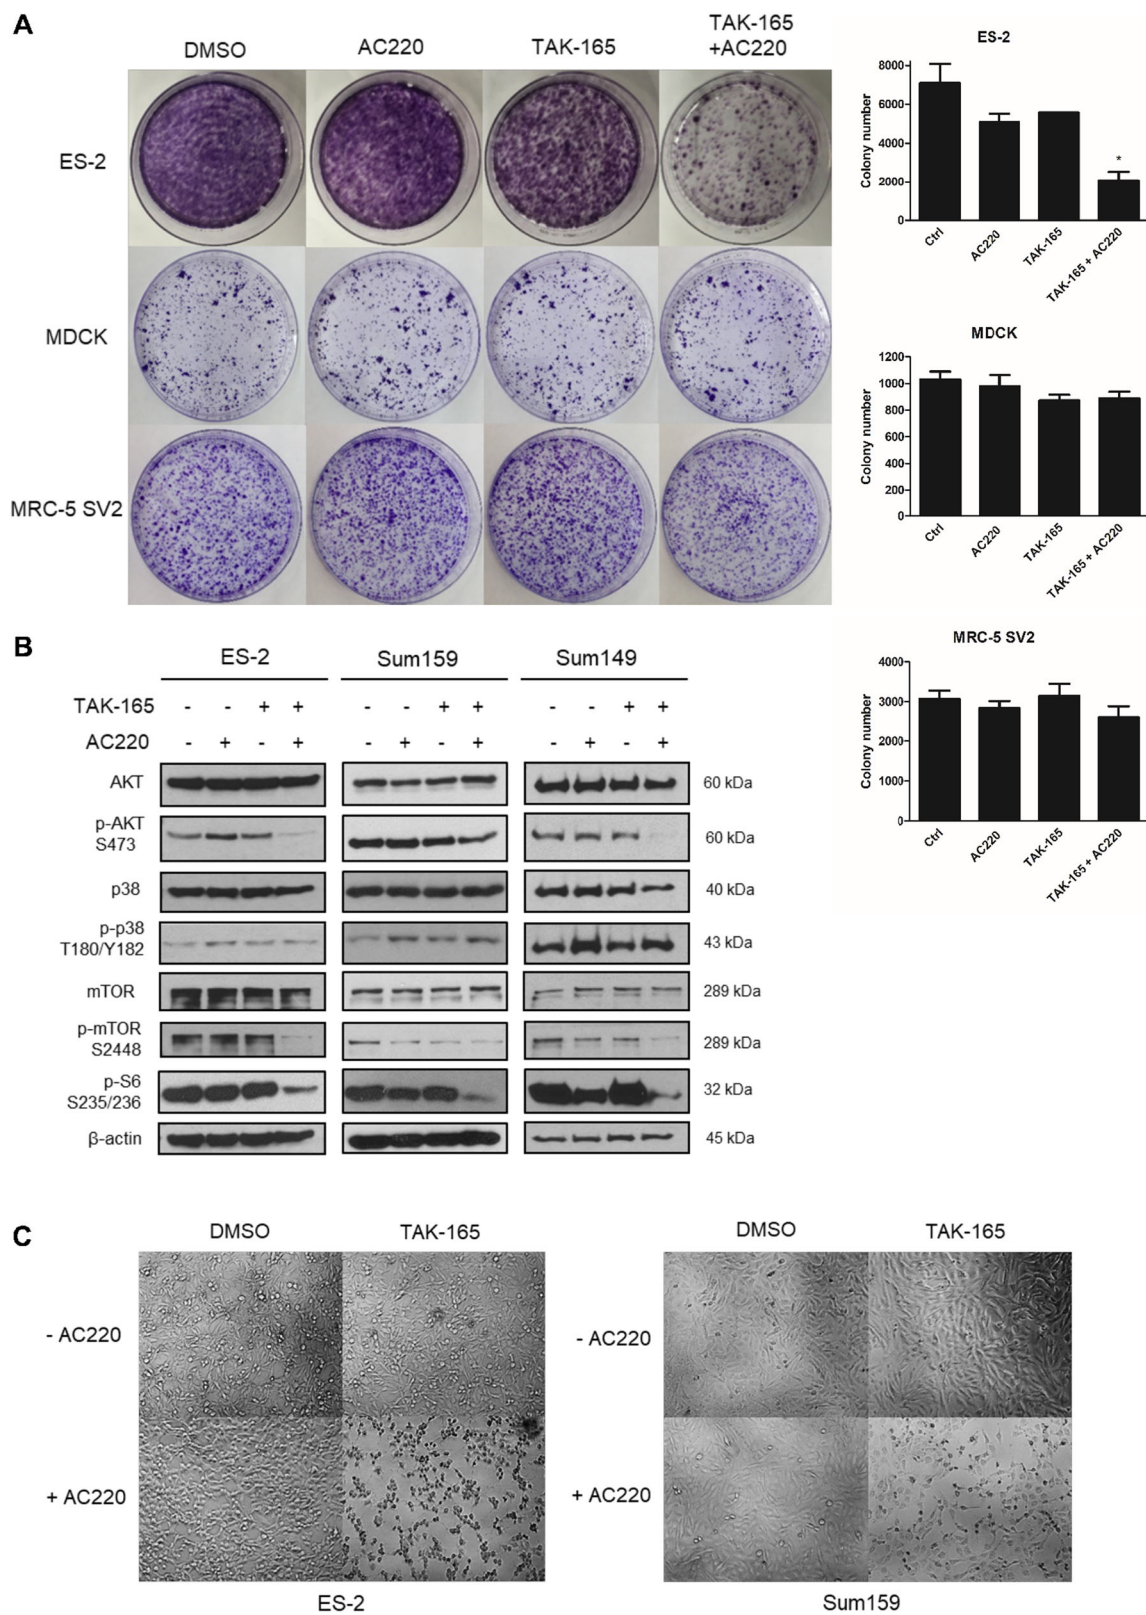 A
DMSO
AC220
TAK-165
TAK-165
+AC220
ES-2
MDCK
MRC-5 SV2
ES-2
Colony number
8000
6000
4000
2000
0
Ctrl
AC220
TAK-165
TAK-165 + AC220
*
MDCK
Colony number
1200
1000
800
600
400
200
0
Ctrl
AC220
TAK-165
TAK-165 + AC220
MRC-5 SV2
Colony number
4000
3000
2000
1000
0
Ctrl
AC220
TAK-165
TAK-165 + AC220
B
ES-2 Sum159 Sum149
TAK-165 - - + + - - + + - - + +
AC220 - + - + - + - + - + - +
AKT 60 kDa
p-AKT
S473 60 kDa
p38 40 kDa
p-p38
T180/Y182 43 kDa
mTOR 289 kDa
p-mTOR
S2448 289 kDa
p-S6
S235/236 32 kDa
β-actin 45 kDa
C
DMSO TAK-165
- AC220
+ AC220
ES-2
DMSO TAK-165
- AC220
+ AC220
Sum159